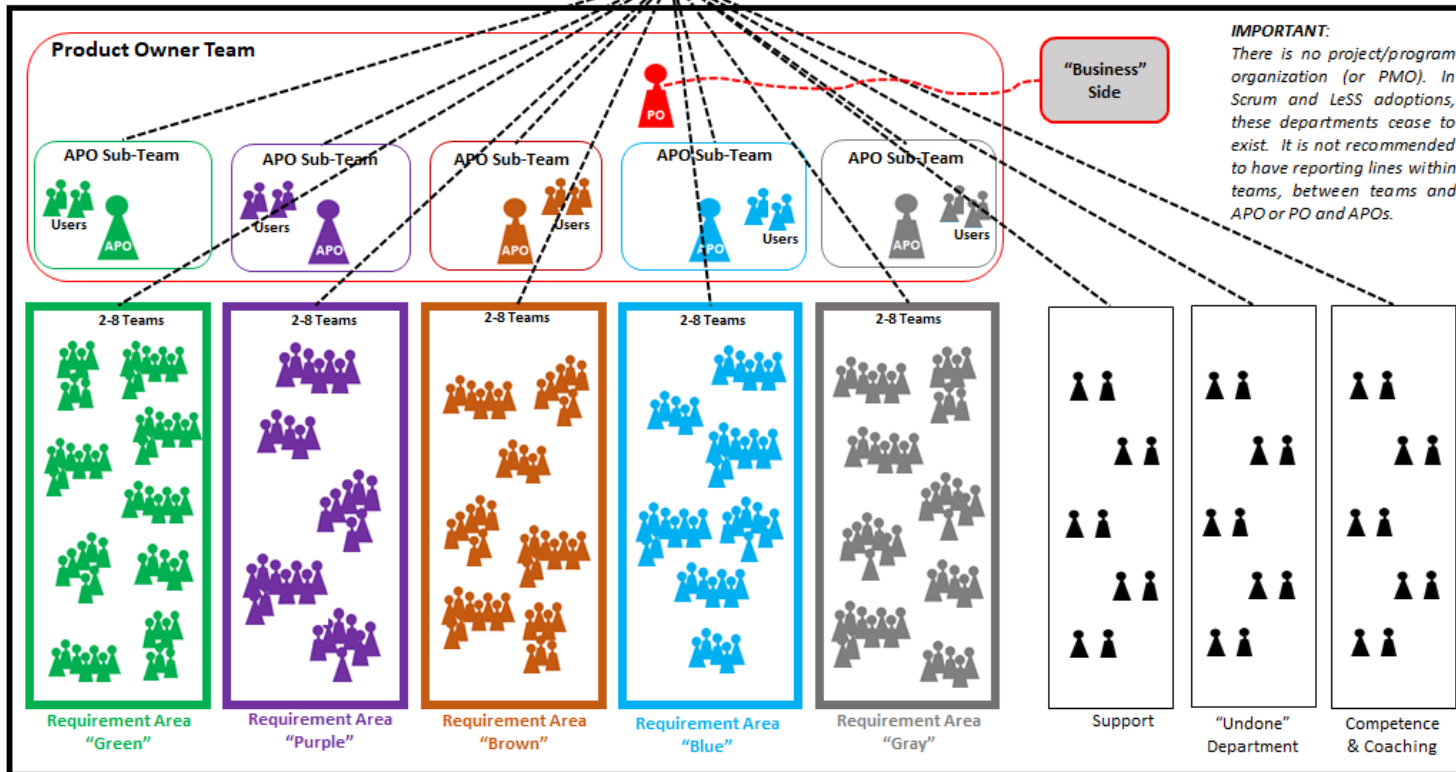 Product Owner Team
PO
“Business”
Side
IMPORTANT:
There is no project/program
organization (or PMO). In
Scrum and LeSS adoptions,
these departments cease to
exist. It is not recommended
to have reporting lines within
teams, between teams and
APO or PO and APOs.
APO Sub-Team
Users
APO
APO Sub-Team
Users
APO
APO Sub-Team
Users
APO
APO Sub-Team
Users
APO
APO Sub-Team
Users
APO
2-8 Teams
2-8 Teams
2-8 Teams
2-8 Teams
2-8 Teams
Requirement Area
“Green”
Requirement Area
“Purple”
Requirement Area
“Brown”
Requirement Area
“Blue”
Requirement Area
“Gray”
Support
“Undone”
Department
Competence
& Coaching